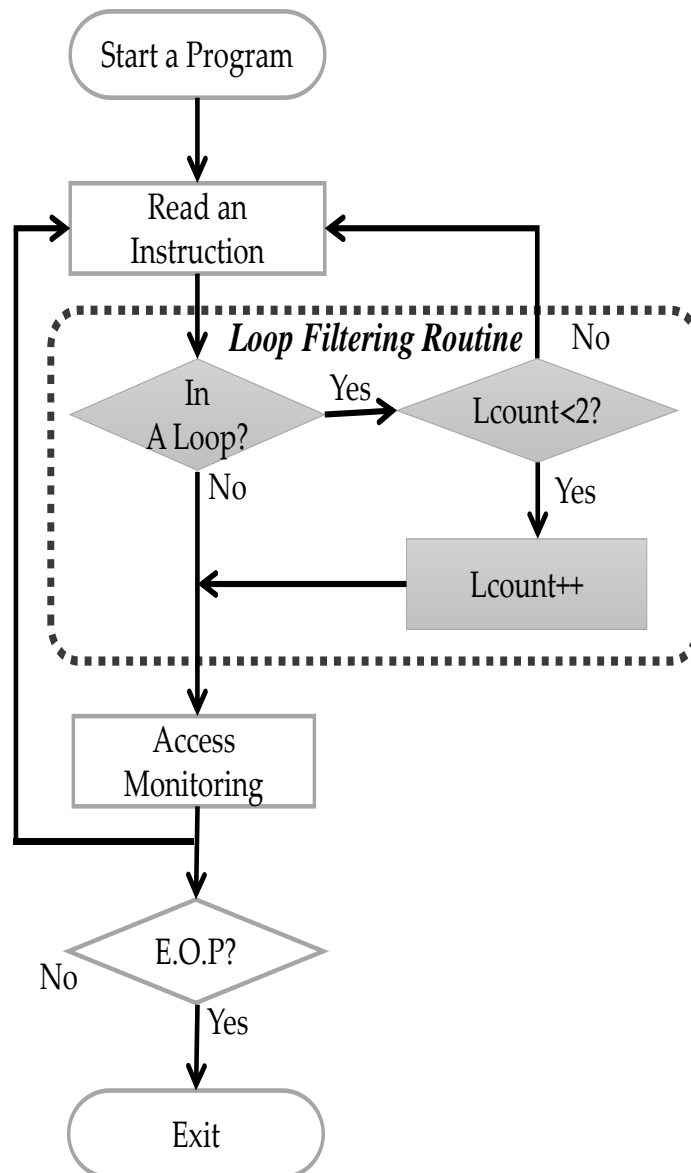 Start a Program
Read an
Instruction
Loop Filtering Routine
No
In
A Loop?
Yes
Lcount<2?
No
Yes
Lcount++
Access
Monitoring
E.O.P?
No
Yes
Exit